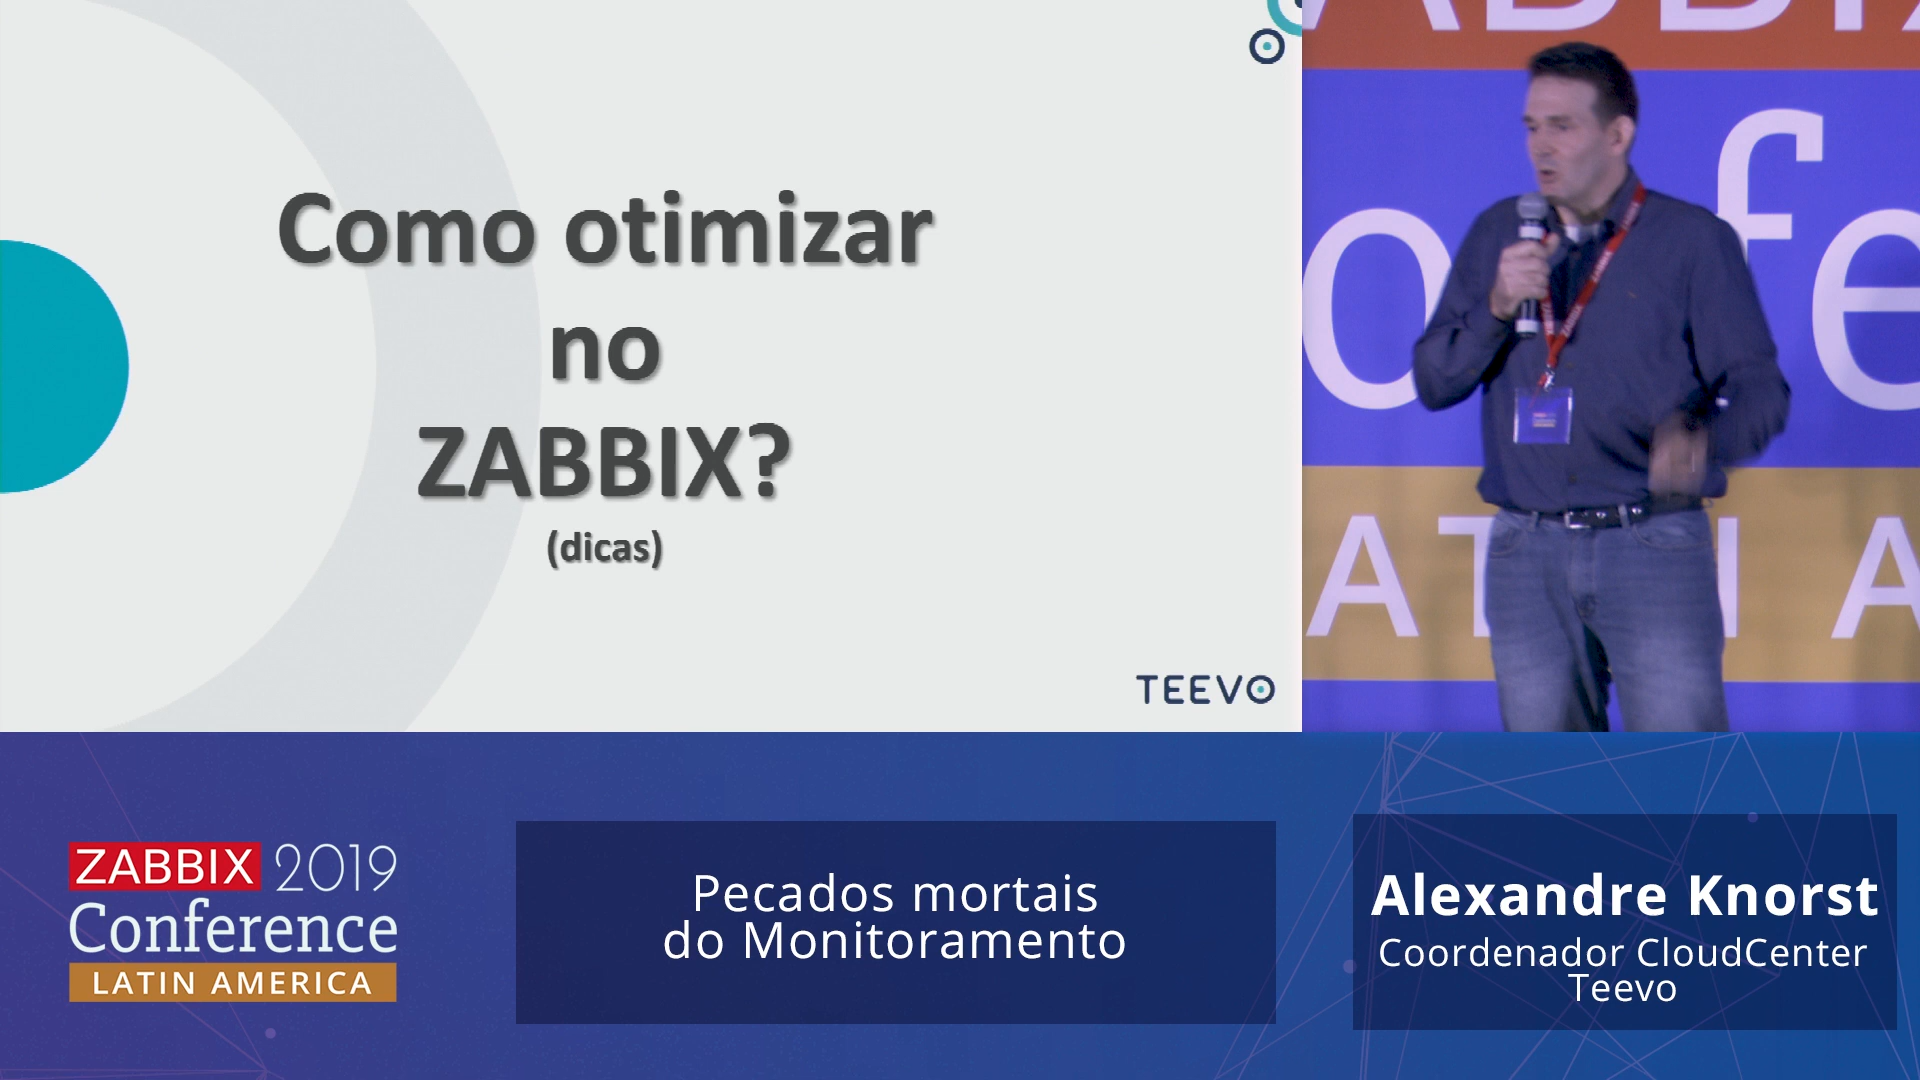 Como otimizar
no
ZABBIX?
(dicas)
TEEVO
ZABBIX 2019
Conference
LATIN AMERICA
Pecados mortais
do Monitoramento
Alexandre Knorst
Coordenador CloudCenter
Teevo